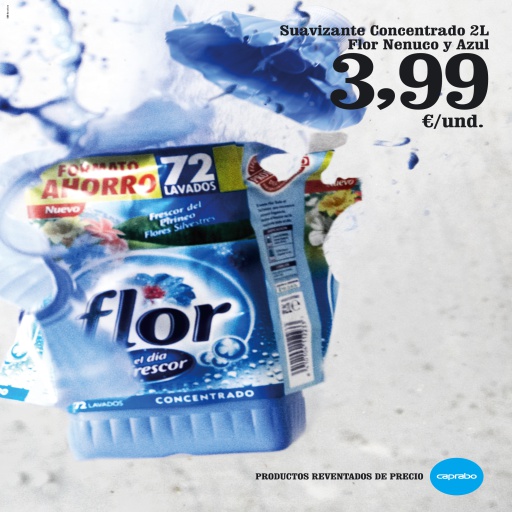 Suavizante Concentrado 2L
Flor Nenuco y Azul
3,99
€/und.
FORMATO
AHORRO
72
LAVADOS
Nuevo
Nuevo
Frescor del
Pirineo
Flores Silvestres
flor
el día
frescor
72 LAVADOS
CONCENTRADO
PRODUCTOS REVENTADOS DE PRECIO
caprabo